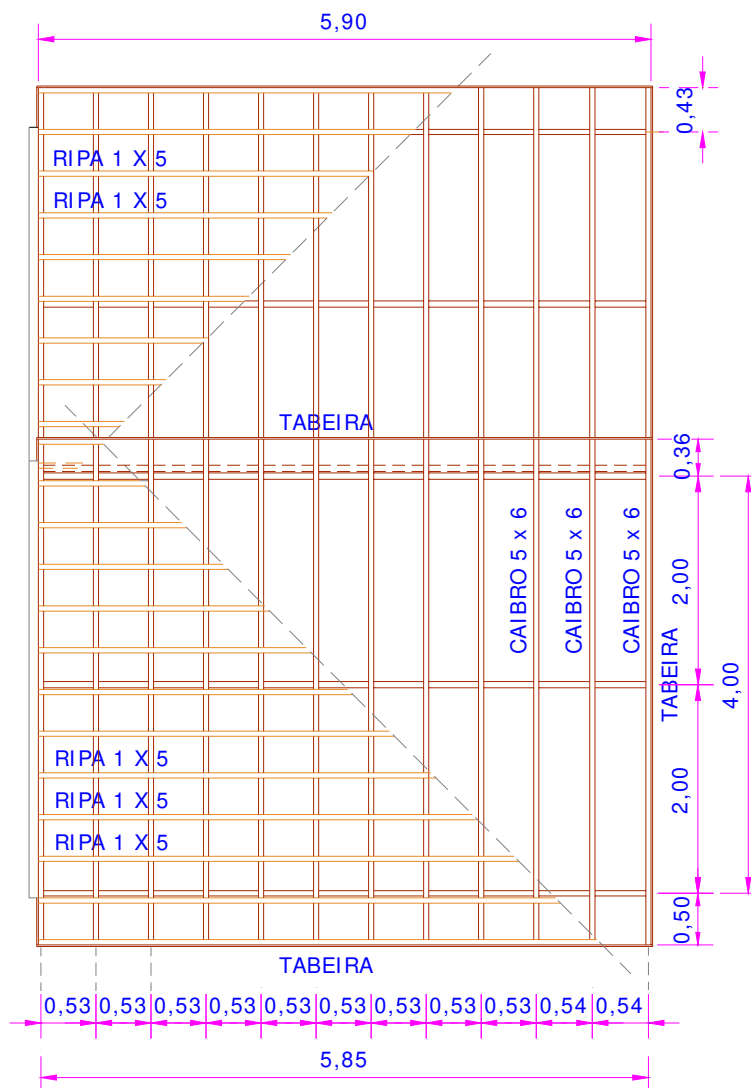 5,90
0,43
RIPA 1 X 5
RIPA 1 X 5
TABEIRA
0,36
CAIBRO 5 x 6
CAIBRO 5 x 6
CAIBRO 5 x 6
2,00
TABEIRA
4,00
2,00
RIPA 1 X 5
RIPA 1 X 5
RIPA 1 X 5
0,50
TABEIRA
0,53 0,53 0,53 0,53 0,53 0,53 0,53 0,53 0,53 0,54 0,54
5,85